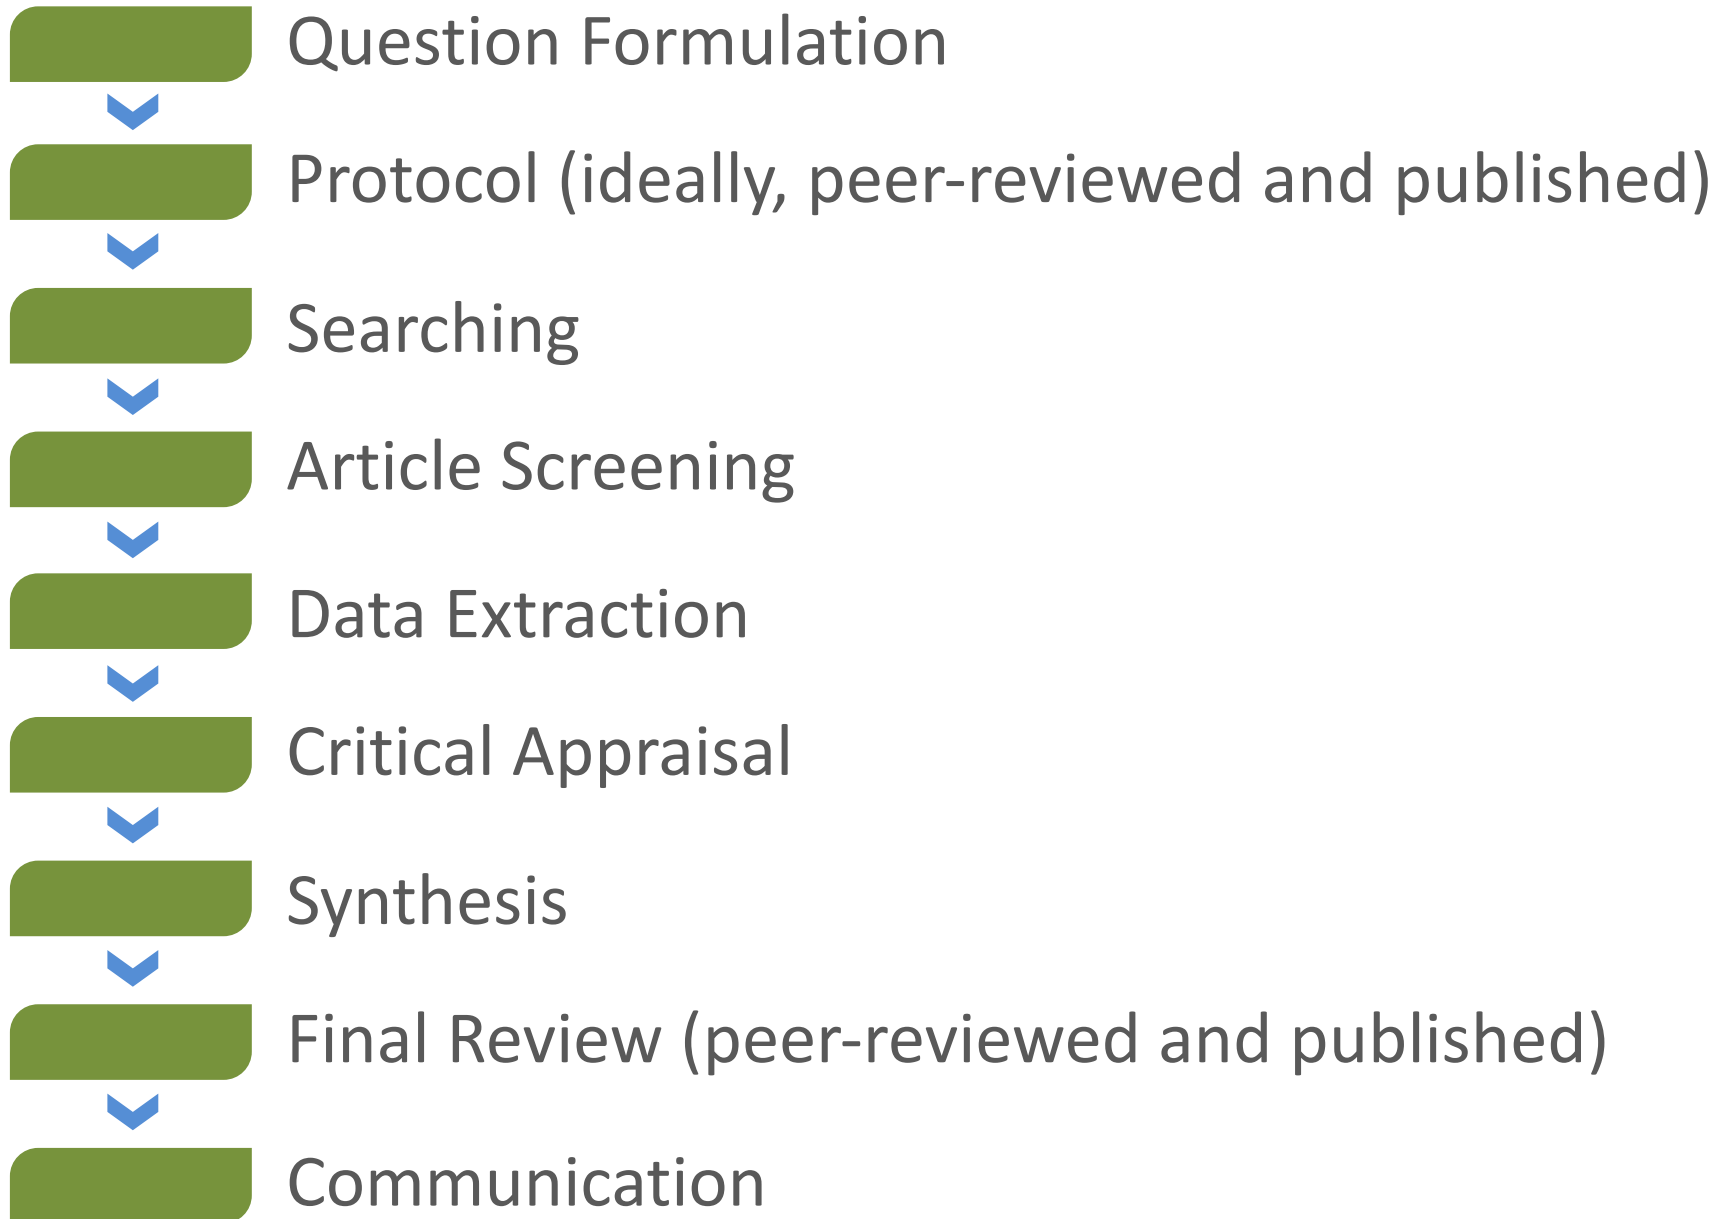 Question Formulation
Protocol (ideally, peer-reviewed and published)
Searching
Article Screening
Data Extraction
Critical Appraisal
Synthesis
Final Review (peer-reviewed and published)
Communication